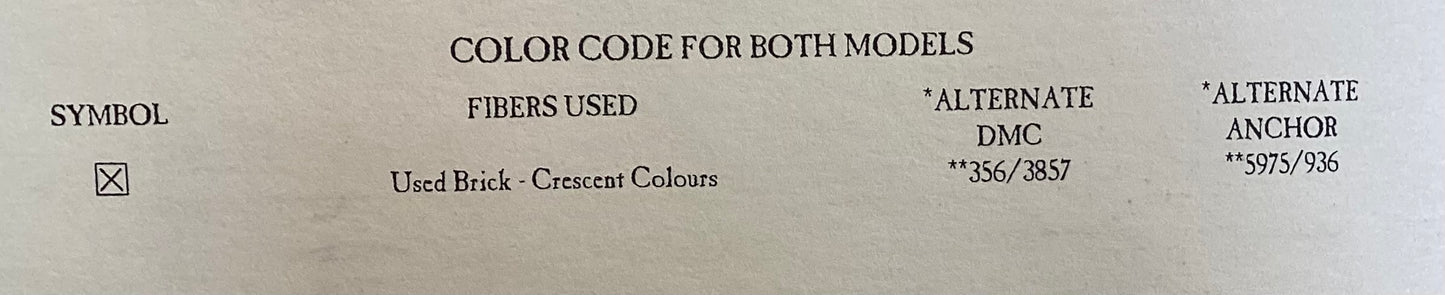 COLOR CODE FOR BOTH MODELS
SYMBOL FIBERS USED *ALTERNATE DMC *ALTERNATE ANCHOR
Used Brick - Crescent Colours **356/3857 **5975/936